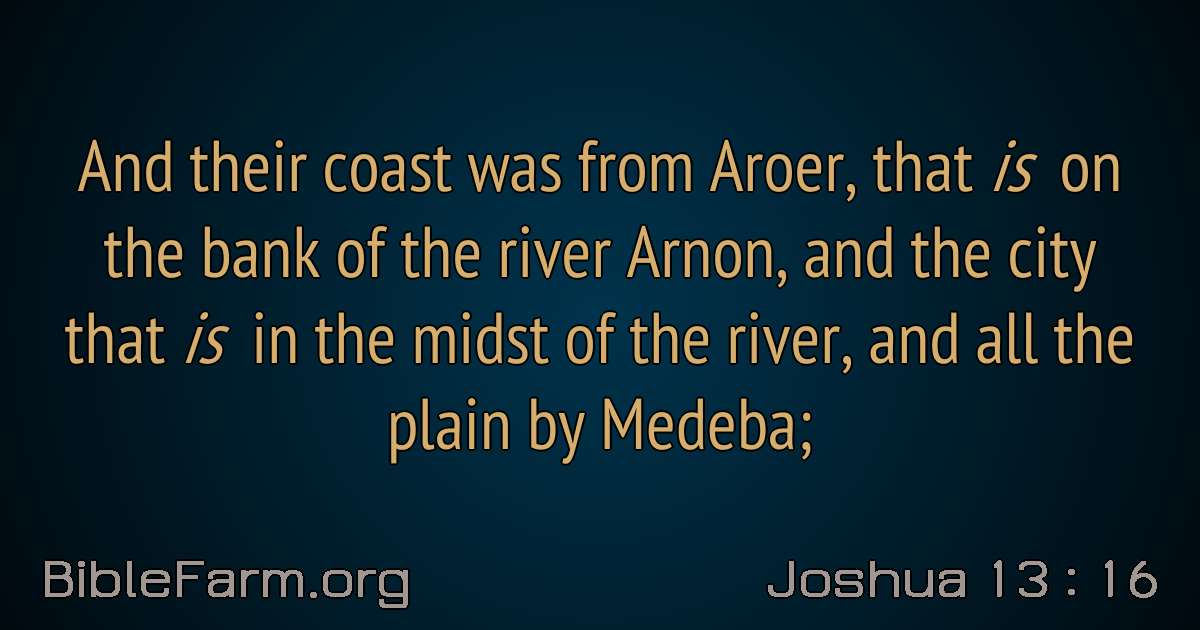 And their coast was from Aroer, that is on
the bank of the river Arnon, and the city
that is in the midst of the river, and all the
plain by Medeba;
BibleFarm.org
Joshua 13 : 16